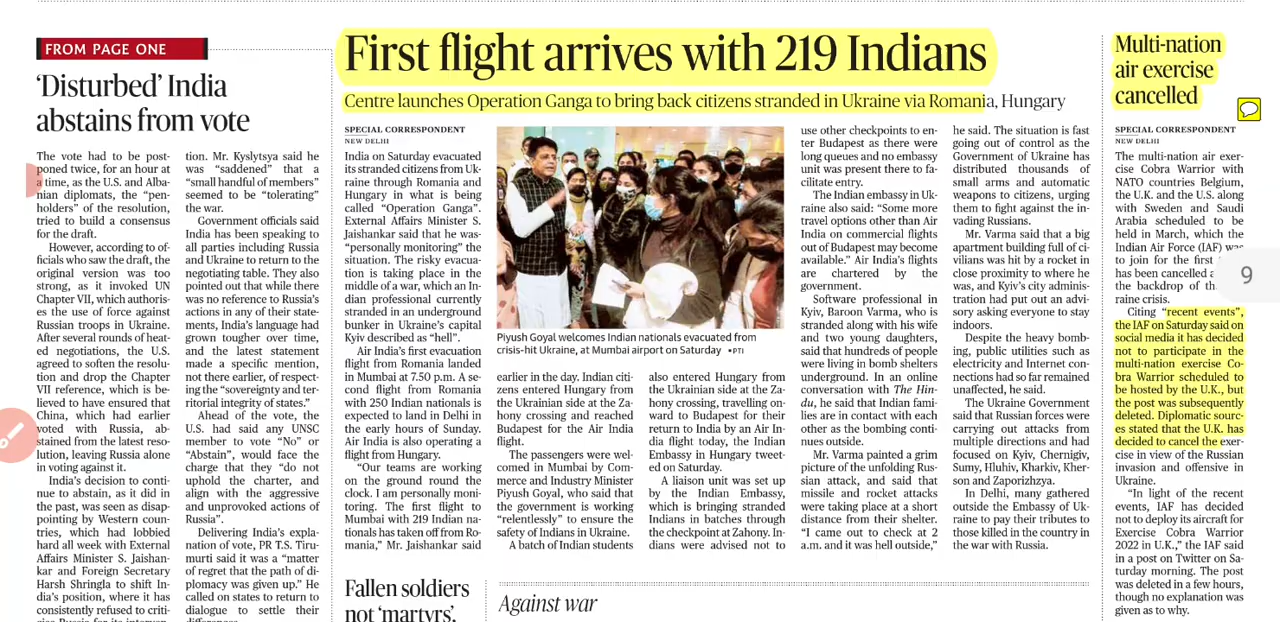 FROM PAGE ONE
‘Disturbed’ India
abstains from vote
The vote had to be post-
poned twice, for an hour at
a time, as the U.S. and Alba-
nian diplomats, the “pen-
holders” of the resolution,
tried to build a consensus
for the draft.
However, according to of-
ficials who saw the draft, the
original version was too
strong, as it invoked UN
Chapter VII, which authoris-
es the use of force against
Russian troops in Ukraine.
After several rounds of heat-
ed negotiations, the U.S.
agreed to soften the resolu-
tion and drop the Chapter
VII reference, which is be-
lieved to have ensured that
China, which had earlier
voted with Russia, ab-
stained from the latest reso-
lution, leaving Russia alone
in voting against it.
India’s decision to conti-
nue to abstain, as it did in
the past, was seen as disap-
pointing by Western coun-
tries, which had lobbied
hard all week with External
Affairs Minister S. Jaishan-
kar and Foreign Secretary
Harsh Shringla to shift In-
dia’s position, where it has
consistently refused to criti-
tion. Mr. Kyslytsya said he
was “saddened” that a
“small handful of members”
seemed to be “tolerating”
the war.
Government officials said
India has been speaking to
all parties including Russia
and Ukraine to return to the
negotiating table. They also
pointed out that while there
was no reference to Russia’s
actions in any of their state-
ments, India’s language had
grown tougher over time,
and the latest statement
made a specific mention,
not there earlier, of respect-
ing the “sovereignty and ter-
ritorial integrity of states.”
Ahead of the vote, the
U.S. had said any UNSC
member to vote “No” or
“Abstain”, would face the
charge that they “do not
uphold the charter, and
align with the aggressive
and unprovoked actions of
Russia”.
Delivering India’s expla-
nation of vote, PR T.S. Tiru-
murti said it was a “matter
of regret that the path of di-
plomacy was given up.” He
called on states to return to
dialogue to settle their
First flight arrives with 219 Indians
Centre launches Operation Ganga to bring back citizens stranded in Ukraine via Romania, Hungary
SPECIAL CORRESPONDENT
NEW DELHI
India on Saturday evacuated
its stranded citizens from Uk-
raine through Romania and
Hungary in what is being
called “Operation Ganga”.
External Affairs Minister S.
Jaishankar said that he was
“personally monitoring” the
situation. The risky evacua-
tion is taking place in the
middle of a war, which an In-
dian professional currently
stranded in an underground
bunker in Ukraine’s capital
Kyiv described as “hell”.
Air India’s first evacuation
flight from Romania landed
in Mumbai at 7.50 p.m. A se-
cond flight from Romania
with 250 Indian nationals is
expected to land in Delhi in
the early hours of Sunday.
Air India is also operating a
flight from Hungary.
“Our teams are working
on the ground round the
clock. I am personally moni-
toring. The first flight to
Mumbai with 219 Indian na-
tionals has taken off from Ro-
mania,” Mr. Jaishankar said
Piyush Goyal welcomes Indian nationals evacuated from
crisis-hit Ukraine, at Mumbai airport on Saturday •PTI
earlier in the day. Indian citi-
zens entered Hungary from
the Ukrainian side at the Za-
hony crossing and reached
Budapest for the Air India
flight.
The passengers were wel-
comed in Mumbai by Com-
merce and Industry Minister
Piyush Goyal, who said that
the government is working
“relentlessly” to ensure the
safety of Indians in Ukraine.
A batch of Indian students
also entered Hungary from
the Ukrainian side at the Za-
hony crossing, travelling on-
ward to Budapest for their
return to India by an Air In-
dia flight today, the Indian
Embassy in Hungary tweet-
ed on Saturday.
A liaison unit was set up
by the Indian Embassy,
which is bringing stranded
Indians in batches through
the checkpoint at Zahony. In-
dians were advised not to
use other checkpoints to en-
ter Budapest as there were
long queues and no embassy
unit was present there to fa-
cilitate entry.
The Indian embassy in Uk-
raine also said: “Some more
travel options other than Air
India on commercial flights
out of Budapest may become
available.” Air India’s flights
are chartered by the
government.
Software professional in
Kyiv, Baroon Varma, who is
stranded along with his wife
and two young daughters,
said that hundreds of people
were living in bomb shelters
underground. In an online
conversation with The Hin-
du, he said that Indian fami-
lies are in contact with each
other as the bombing conti-
nues outside.
Mr. Varma painted a grim
picture of the unfolding Rus-
sian attack, and said that
missile and rocket attacks
were taking place at a short
distance from their shelter.
“I came out to check at 2
a.m. and it was hell outside,”
he said. The situation is fast
going out of control as the
Government of Ukraine has
distributed thousands of
small arms and automatic
weapons to citizens, urging
them to fight against the in-
vading Russians.
Mr. Varma said that a big
apartment building full of ci-
vilians was hit by a rocket in
close proximity to where he
was, and Kyiv’s city adminis-
tration had put out an advi-
sory asking everyone to stay
indoors.
Despite the heavy bomb-
ing, public utilities such as
electricity and Internet con-
nections had so far remained
unaffected, he said.
The Ukraine Government
said that Russian forces were
carrying out attacks from
multiple directions and had
focused on Kyiv, Chernigiv,
Sumy, Hluhiv, Kharkiv, Kher-
son and Zaporizhzya.
In Delhi, many gathered
outside the Embassy of Uk-
raine to pay their tributes to
those killed in the country in
the war with Russia.
Multi-nation
air exercise
cancelled
SPECIAL CORRESPONDENT
NEW DELHI
The multi-nation air exer-
cise Cobra Warrior with
NATO countries Belgium,
the U.K. and the U.S. along
with Sweden and Saudi
Arabia scheduled to be
held in March, which the
Indian Air Force (IAF)
to join for the first
has been cancelled
the backdrop of
raine crisis.
Citing “recent events”,
the IAF on Saturday said on
social media it has decided
not to participate in the
multi-nation exercise Co-
bra Warrior scheduled to
be hosted by the U.K., but
the post was subsequently
deleted. Diplomatic sourc-
es stated that the U.K. has
decided to cancel the exer-
cise in view of the Russian
invasion and offensive in
Ukraine.
“In light of the recent
events, IAF has decided
not to deploy its aircraft for
Exercise Cobra Warrior
2022 in U.K.,” the IAF said
in a post on Twitter on Sa-
turday morning. The post
was deleted in a few hours,
though no explanation was
given as to why.
9
Fallen soldiers
not ‘martyrs’,
Against war